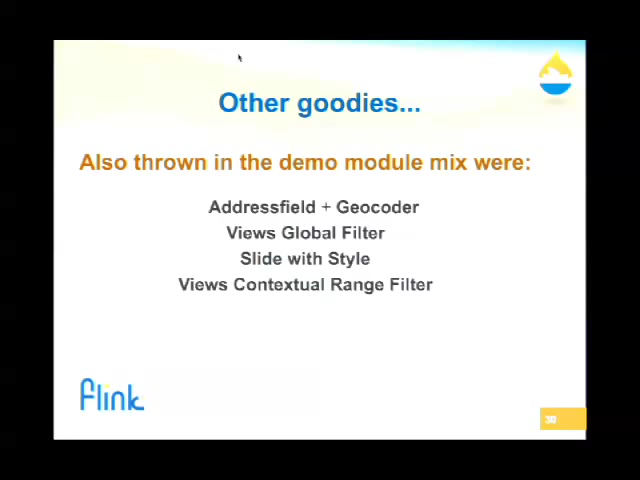 Other goodies...
Also thrown in the demo module mix were:
Addressfield + Geocoder
Views Global Filter
Slide with Style
Views Contextual Range Filter
flink
30